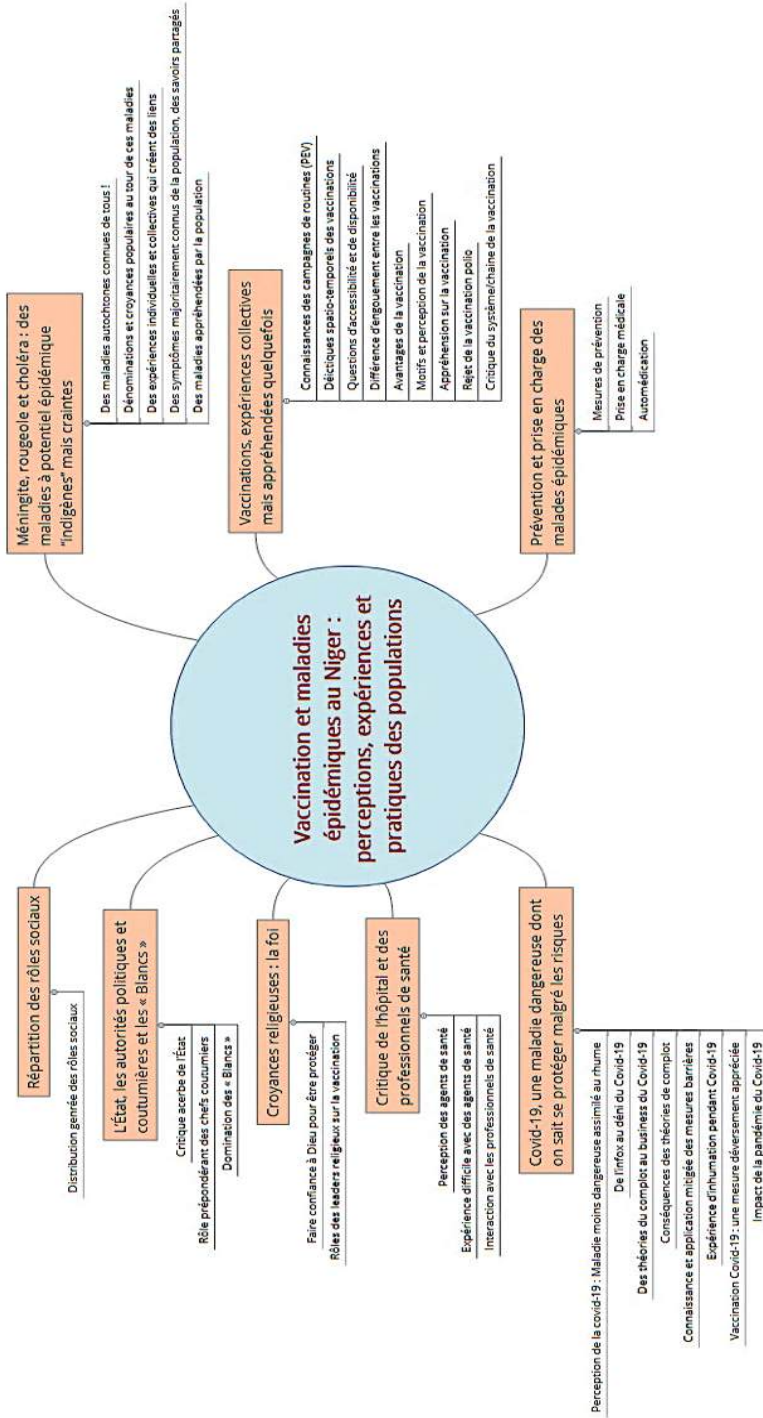 Vaccination et maladies
épidémiques au Niger :
perceptions, expériences et
pratiques des populations
Méningite, rougeole et choléra : des
maladies à potentiel épidémique
"indigènes" mais craintes
Des maladies autochtones connues de tous !
Dénominations et croyances populaires au tour de ces maladies
Des expériences individuelles et collectives qui créent des liens
Des symptômes majoritairement connus de la population, des savoirs partagés
Des maladies appréhendées par la population
Vaccinations, expériences collectives
mais appréhendées quelquefois
Connaissances des campagnes de routines (PEV)
Déictiques spatio-temporels des vaccinations
Questions d'accessibilité et de disponibilité
Différence d'engouement entre les vaccinations
Avantages de la vaccination
Motifs et perception de la vaccination
Appréhension sur la vaccination
Rejet de la vaccination polio
Critique du système/chaine de la vaccination
Prévention et prise en charge des
malades épidémiques
Mesures de prévention
Prise en charge médicale
Automédication
Répartition des rôles sociaux
Distribution genrée des rôles sociaux
L'État, les autorités politiques et
coutumières et les « Blancs »
Critique acerbe de l'État
Rôle prépondérant des chefs coutumiers
Domination des « Blancs »
Croyances religieuses : la foi
Faire confiance à Dieu pour être protéger
Rôles des leaders religieux sur la vaccination
Critique de l'hôpital et des
professionnels de santé
Perception des agents de santé
Expérience difficile avec des agents de santé
Interaction avec les professionnels de santé
Covid-19, une maladie dangereuse dont
on sait se protéger malgré les risques
Perception de la covid-19 : Maladie moins dangereuse assimilé au rhume
De l'infox au déni du Covid-19
Des théories du complot au business du Covid-19
Conséquences des théories de complot
Connaissance et application mitigée des mesures barrières
Expérience d'inhumation pendant Covid-19
Vaccination Covid-19 : une mesure déversement appréciée
Impact de la pandémie du Covid-19